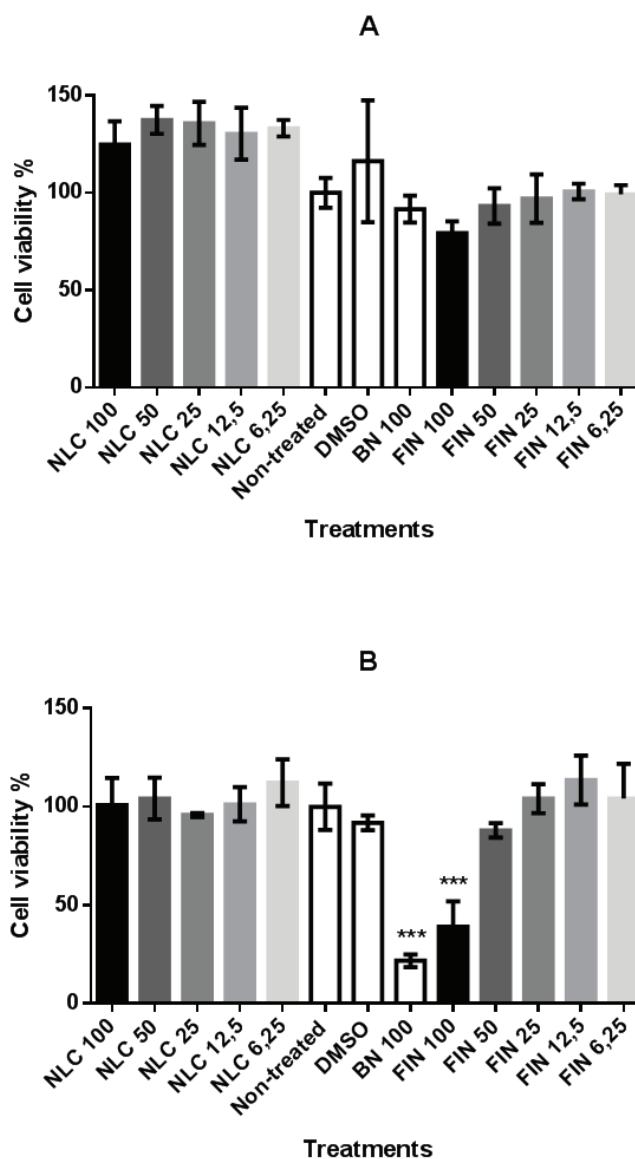 A
Cell viability %
150
100
50
0
NLC 100
NLC 50
NLC 25
NLC 12,5
NLC 6,25
Non-treated
DMSO
BN 100
FIN 100
FIN 50
FIN 25
FIN 12,5
FIN 6,25
Treatments
B
Cell viability %
150
100
50
0
***
***
NLC 100
NLC 50
NLC 25
NLC 12,5
NLC 6,25
Non-treated
DMSO
BN 100
FIN 100
FIN 50
FIN 25
FIN 12,5
FIN 6,25
Treatments